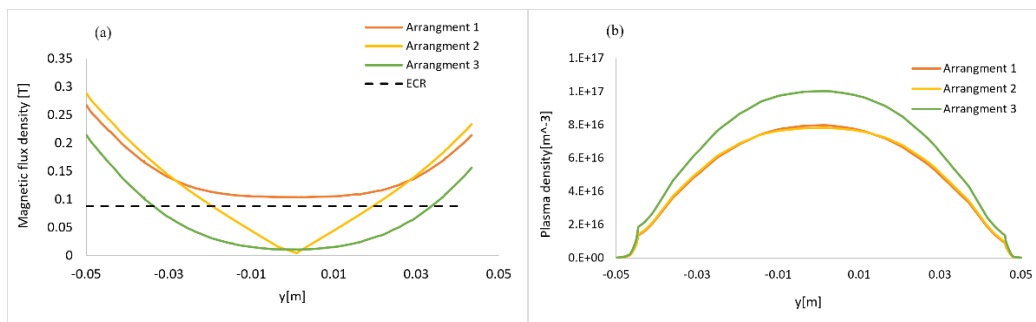 (a)
Arrangment 1
Arrangment 2
Arrangment 3
ECR
Magnetic flux density [T]
0.35
0.3
0.25
0.2
0.15
0.1
0.05
0
-0.05
-0.03
-0.01
0.01
0.03
0.05
y[m]
(b)
Arrangment 1
Arrangment 2
Arrangment 3
Plasma density[m^-3]
1.E+17
1.E+17
8.E+16
6.E+16
4.E+16
2.E+16
0.E+00
-0.05
-0.03
-0.01
0.01
0.03
0.05
y[m]